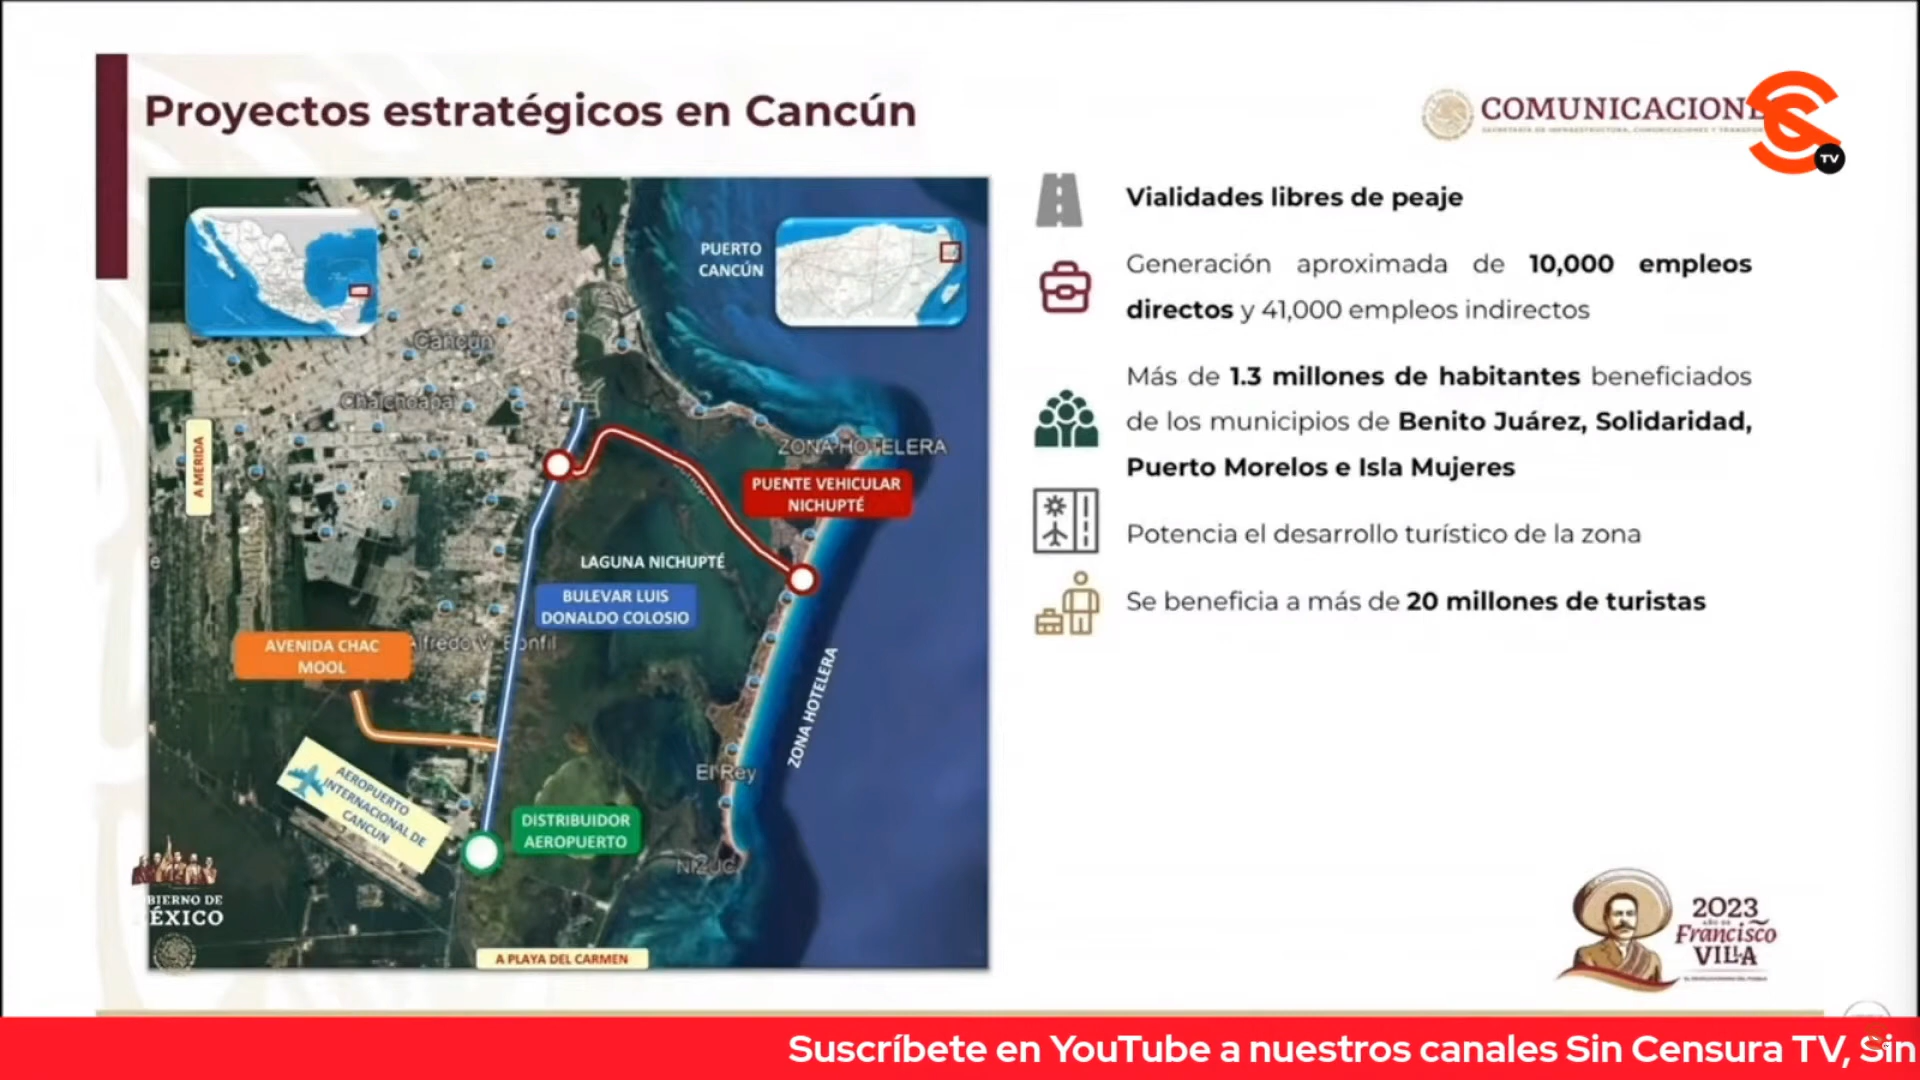 Proyectos estratégicos en Cancún
COMUNICACIONE
TV
PUERTO
CANCÚN
Cancún
Chalchoapa
A MERIDA
ZONA HOTELERA
PUENTE VEHICULAR
NICHUPTÉ
LAGUNA NICHUPTÉ
BULEVAR LUIS
DONALDO COLOSIO
AVENIDA CHAC
MOOL
Alfredo V. Bonfil
ZONA HOTELERA
AEROPUERTO
INTERNACIONAL DE
CANCUN
El Rey
DISTRIBUIDOR
AEROPUERTO
NIZUC
BIERNO DE
ÉXICO
A PLAYA DEL CARMEN
Vialidades libres de peaje
Generación aproximada de 10,000 empleos
directos y 41,000 empleos indirectos
Más de 1.3 millones de habitantes beneficiados
de los municipios de Benito Juárez, Solidaridad,
Puerto Morelos e Isla Mujeres
Potencia el desarrollo turístico de la zona
Se beneficia a más de 20 millones de turistas
2023
Francisco
VILLA
Suscríbete en YouTube a nuestros canales Sin Censura TV, Sin